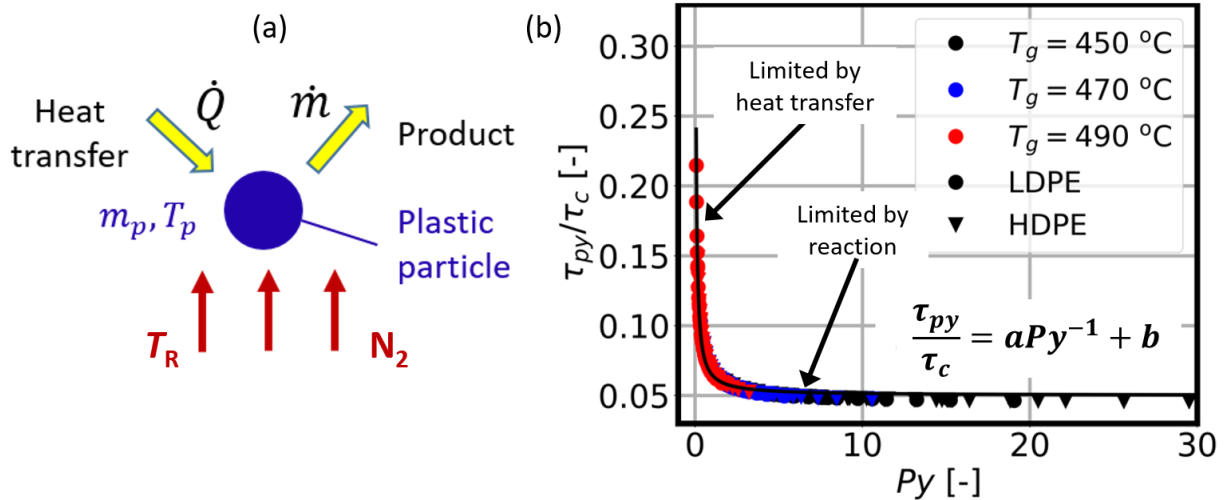 (a)
Heat
transfer
Q̇
ṁ
Product
m_p, T_p
Plastic
particle
T_R
N_2
(b)
τ_py/τ_c [-]
0.30
0.25
0.20
0.15
0.10
0.05
Limited by
heat transfer
Limited by
reaction
T_g = 450 °C
T_g = 470 °C
T_g = 490 °C
LDPE
HDPE
τ_py/τ_c = aPy^-1 + b
0 10 20 30
Py [-]